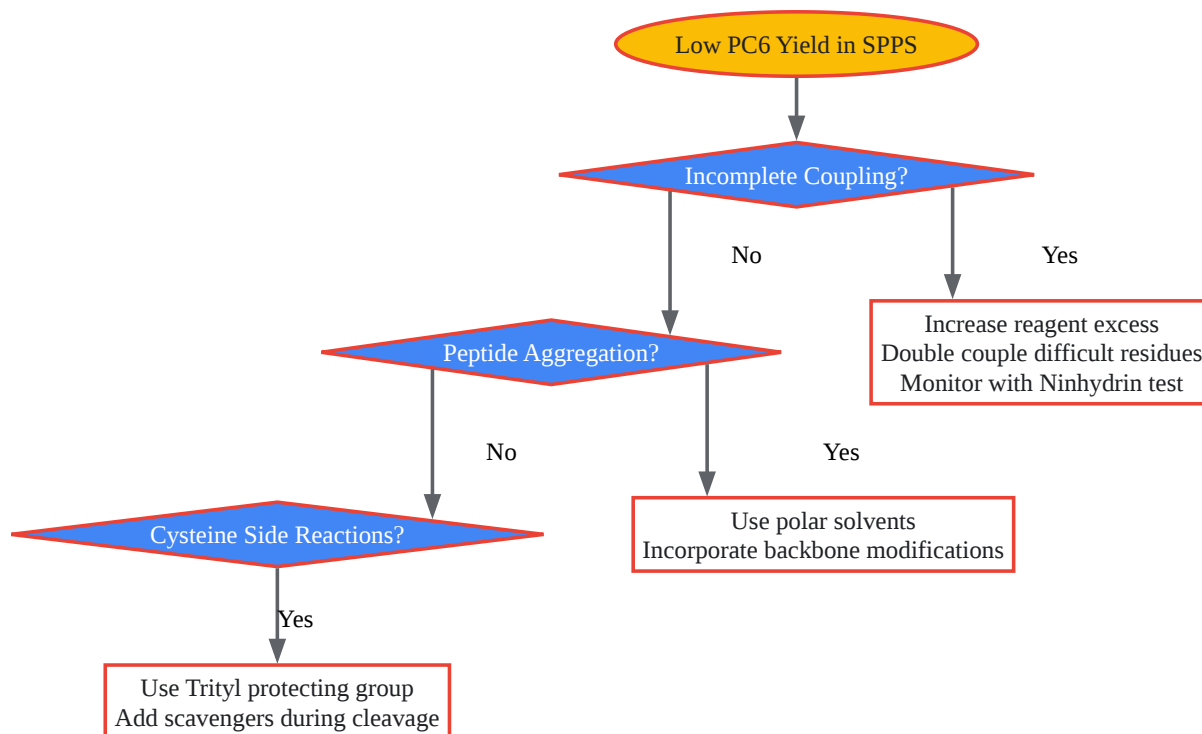 Low PC6 Yield in SPPS
Incomplete Coupling?
No
Yes
Increase reagent excess
Double couple difficult residues
Monitor with Ninhydrin test
Peptide Aggregation?
No
Yes
Use polar solvents
Incorporate backbone modifications
Cysteine Side Reactions?
Yes
Use Trityl protecting group
Add scavengers during cleavage